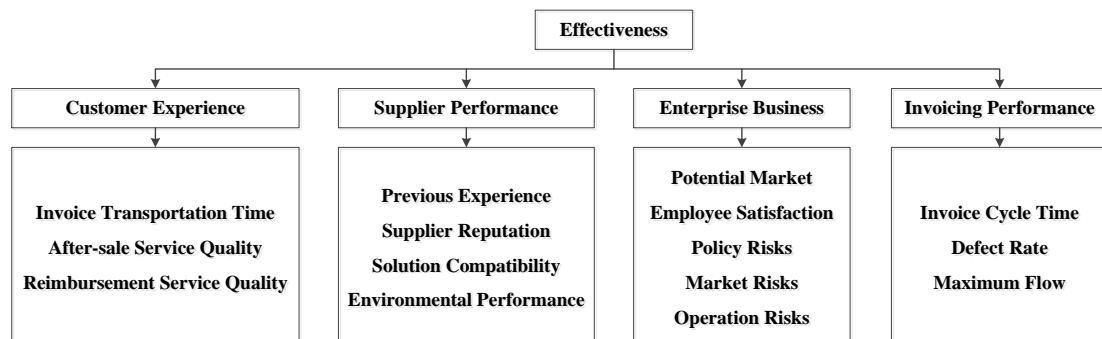 Effectiveness
Customer Experience
Supplier Performance
Enterprise Business
Invoicing Performance
Invoice Transportation Time
After-sale Service Quality
Reimbursement Service Quality
Previous Experience
Supplier Reputation
Solution Compatibility
Environmental Performance
Potential Market
Employee Satisfaction
Policy Risks
Market Risks
Operation Risks
Invoice Cycle Time
Defect Rate
Maximum Flow